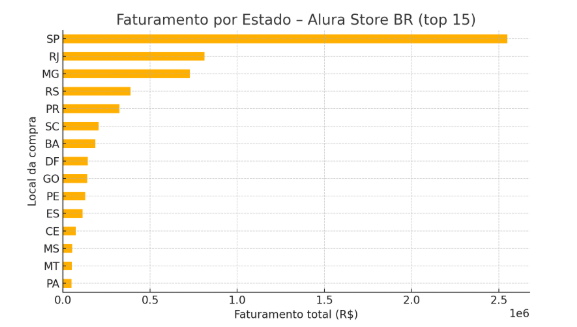 Faturamento por Estado – Alura Store BR (top 15)
Local da compra
SP
RJ
MG
RS
PR
SC
BA
DF
GO
PE
ES
CE
MS
MT
PA
0.0 0.5 1.0 1.5 2.0 2.5
1e6
Faturamento total (R$)